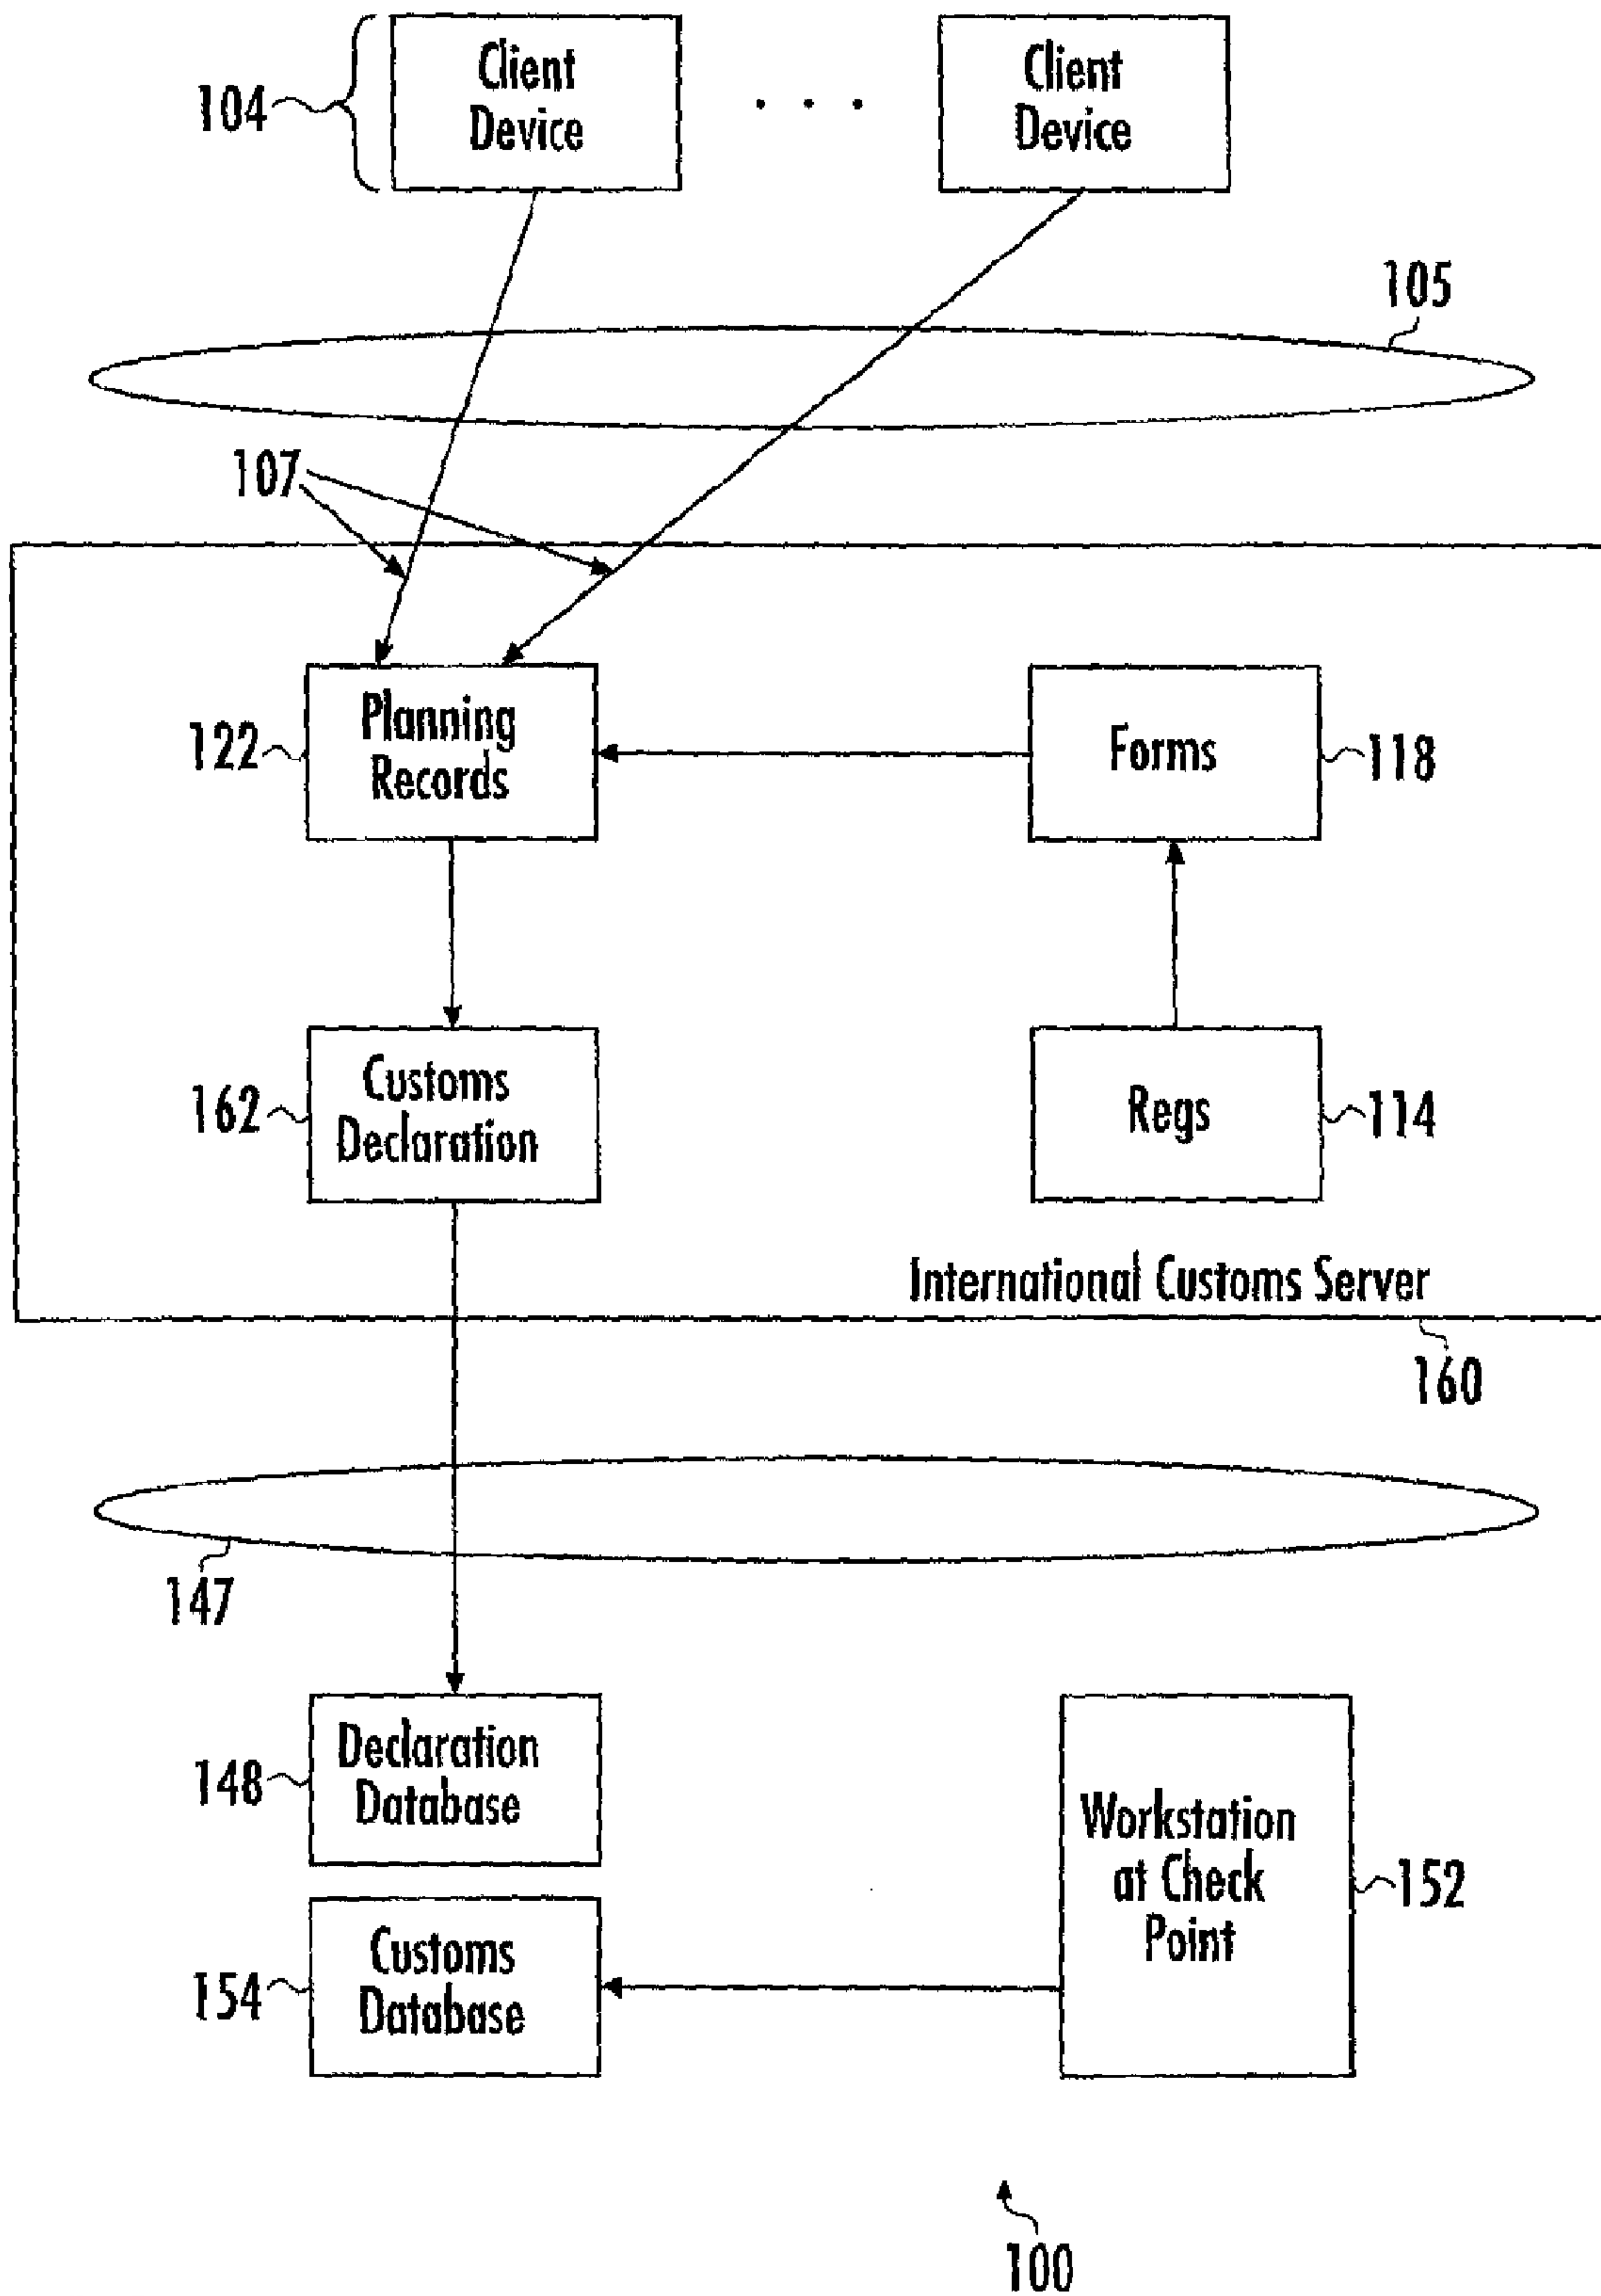 Client
Device
. . .
Client
Device
104
105
107
Planning
Records
122
Forms
118
Customs
Declaration
162
Regs
114
International Customs Server
160
147
Declaration
Database
148
Workstation
at Check
Point
152
Customs
Database
154
100